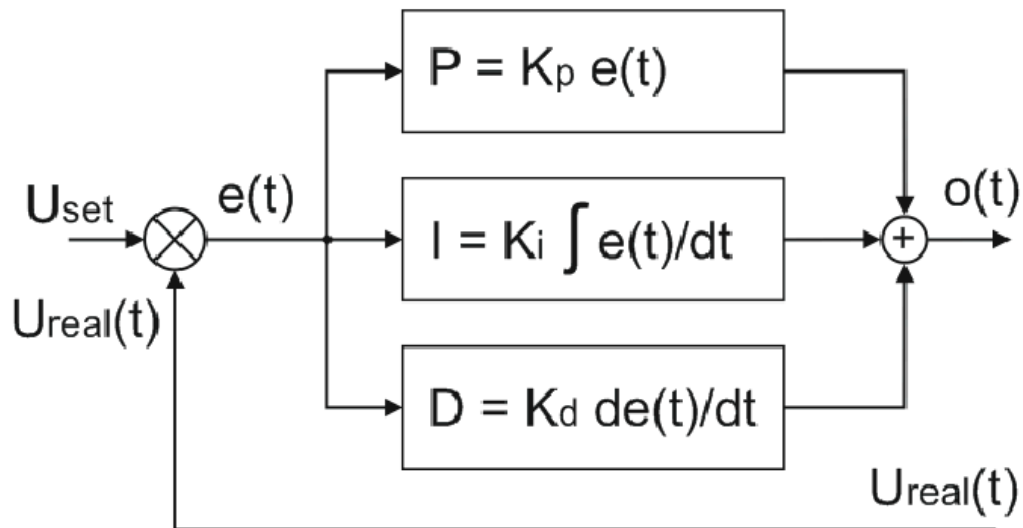 P = Kp e(t)
Uset
e(t)
I = Ki ∫ e(t)/dt
+
o(t)
Ureal(t)
D = Kd de(t)/dt
Ureal(t)